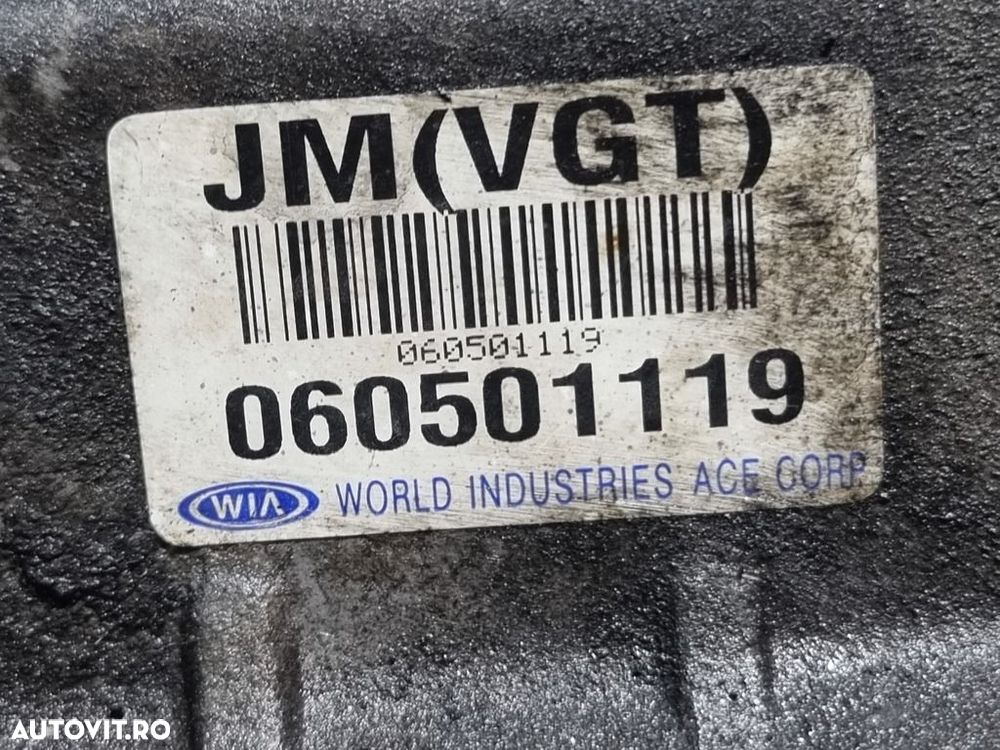 JM(VGT)
060501119
060501119
WIA WORLD INDUSTRIES ACE CORP.
AUTOVIT.RO